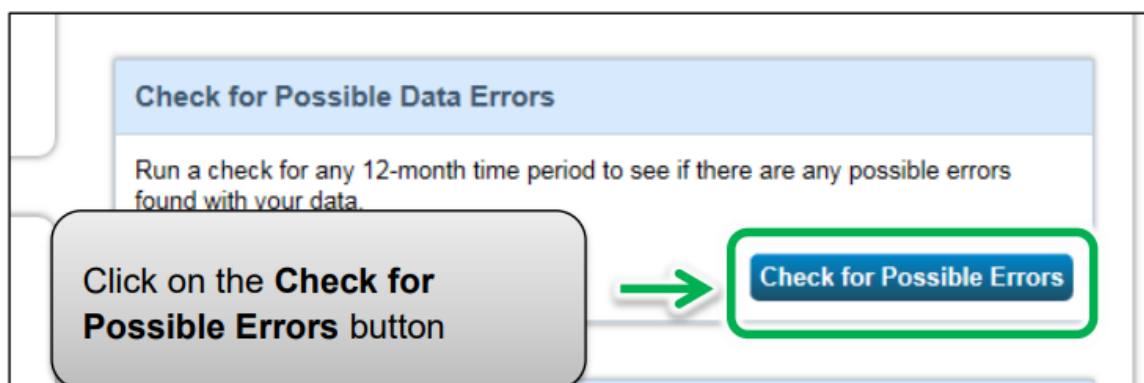 Check for Possible Data Errors
Run a check for any 12-month time period to see if there are any possible errors
found with your data.
Click on the Check for
Possible Errors button
Check for Possible Errors